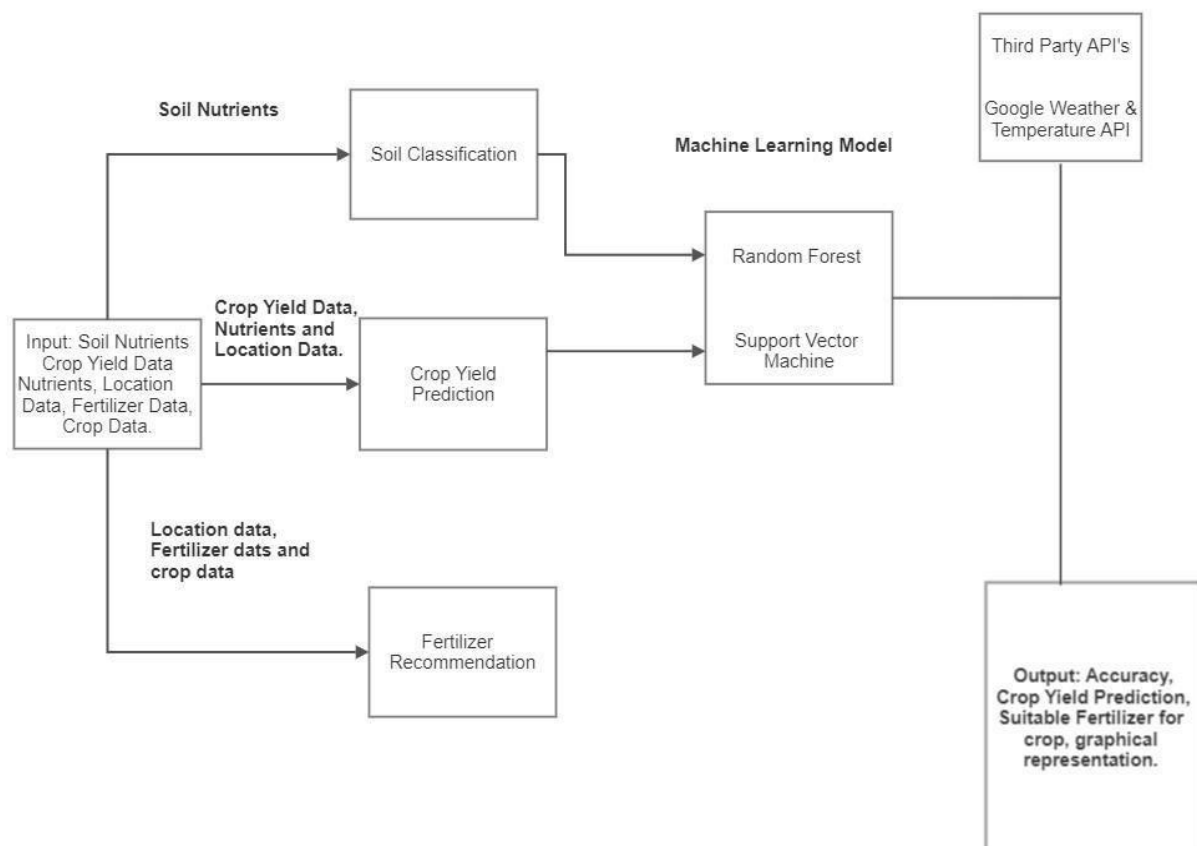 Third Party API's
Google Weather &
Temperature API
Soil Nutrients
Soil Classification
Machine Learning Model
Random Forest
Support Vector
Machine
Crop Yield Data,
Nutrients and
Location Data.
Input: Soil Nutrients
Crop Yield Data
Nutrients, Location
Data, Fertilizer Data,
Crop Data.
Crop Yield
Prediction
Location data,
Fertilizer dats and
crop data
Fertilizer
Recommendation
Output: Accuracy,
Crop Yield Prediction,
Suitable Fertilizer for
crop, graphical
representation.